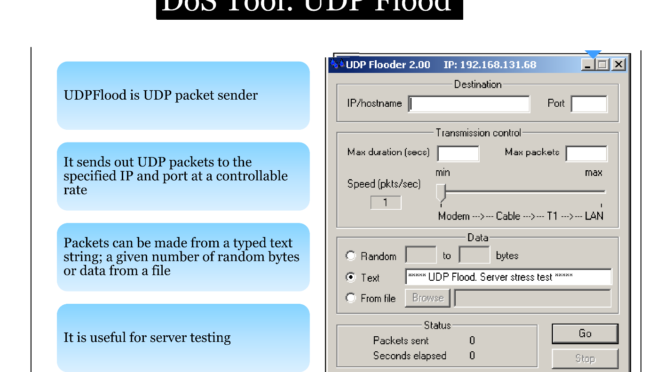 DoS Tool: UDP Flood
UDPFlood is UDP packet sender
It sends out UDP packets to the
specified IP and port at a controllable
rate
Packets can be made from a typed text
string; a given number of random bytes
or data from a file
It is useful for server testing
UDP Flooder 2.00 IP: 192.168.131.68
Destination
IP/hostname Port
Transmission control
Max duration (secs) Max packets
min max
Speed (pkts/sec)
1
Modem --->--- Cable --->--- T1 --->--- LAN
Data
Random to bytes
Text ***** UDP Flood. Server stress test *****
From file Browse
Status
Packets sent 0
Seconds elapsed 0
Go
Stop